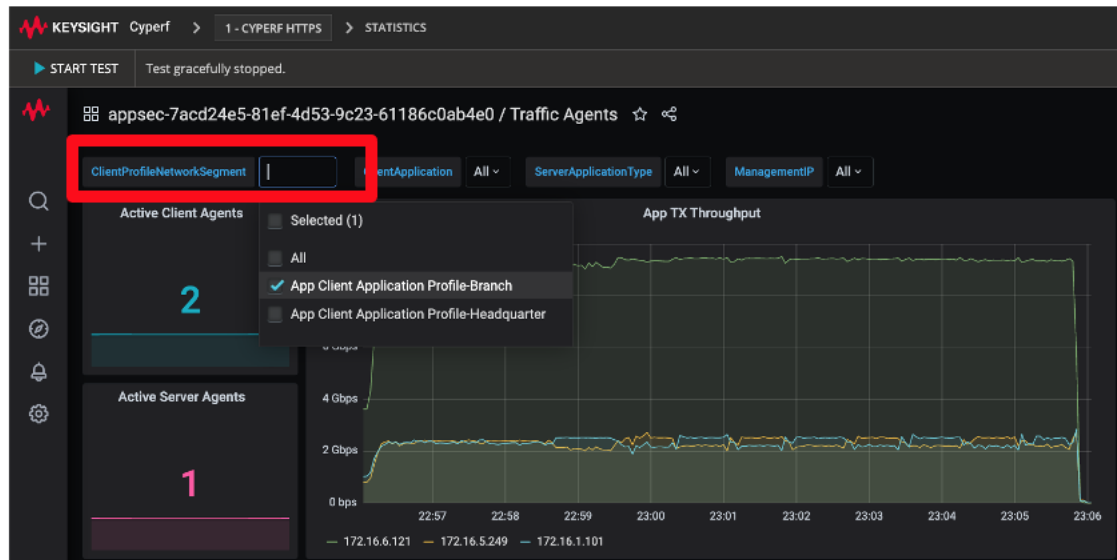 KEYSIGHT Cyperf > 1 - CYPERF HTTPS > STATISTICS
START TEST Test gracefully stopped.
appsec-7acd24e5-81ef-4d53-9c23-61186c0ab4e0 / Traffic Agents
ClientProfileNetworkSegment entApplication All ServerApplicationType All ManagementIP All
Active Client Agents
Selected (1)
App TX Throughput
All
App Client Application Profile-Branch
2
App Client Application Profile-Headquarter
Gbps
Active Server Agents
4 Gbps
2 Gbps
1
0 bps
22:57 22:58 22:59 23:00 23:01 23:02 23:03 23:04 23:05 23:06
172.16.6.121 172.16.5.249 172.16.1.101